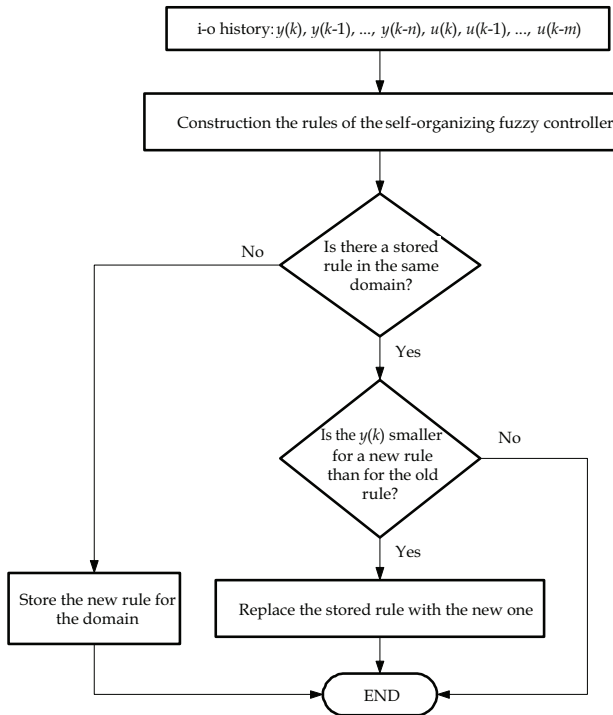 i-o history: y(k), y(k-1), ..., y(k-n), u(k), u(k-1), ..., u(k-m)
Construction the rules of the self-organizing fuzzy controller
Is there a stored
rule in the same
domain?
No
Yes
Is the y(k) smaller
for a new rule
than for the old
rule?
No
Yes
Store the new rule for
the domain
Replace the stored rule with the new one
END